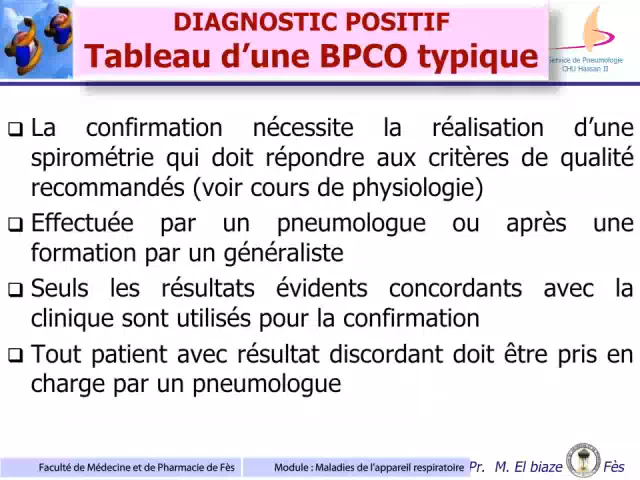 DIAGNOSTIC POSITIF
Tableau d'une BPCO typique
Service de Pneumologie
CHU Hassan II
La confirmation nécessite la réalisation d'une
spirométrie qui doit répondre aux critères de qualité
recommandés (voir cours de physiologie)
Effectuée par un pneumologue ou après une
formation par un généraliste
Seuls les résultats évidents concordants avec la
clinique sont utilisés pour la confirmation
Tout patient avec résultat discordant doit être pris en
charge par un pneumologue
Faculté de Médecine et de Pharmacie de Fès Module : Maladies de l'appareil respiratoire Pr. M. El biaze Fès